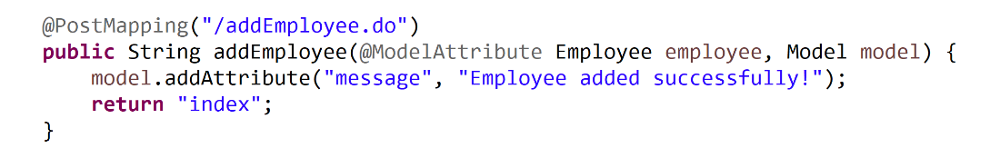 @PostMapping("/addEmployee.do")
public String addEmployee(@ModelAttribute Employee employee, Model model) {
    model.addAttribute("message", "Employee added successfully!");
    return "index";
}